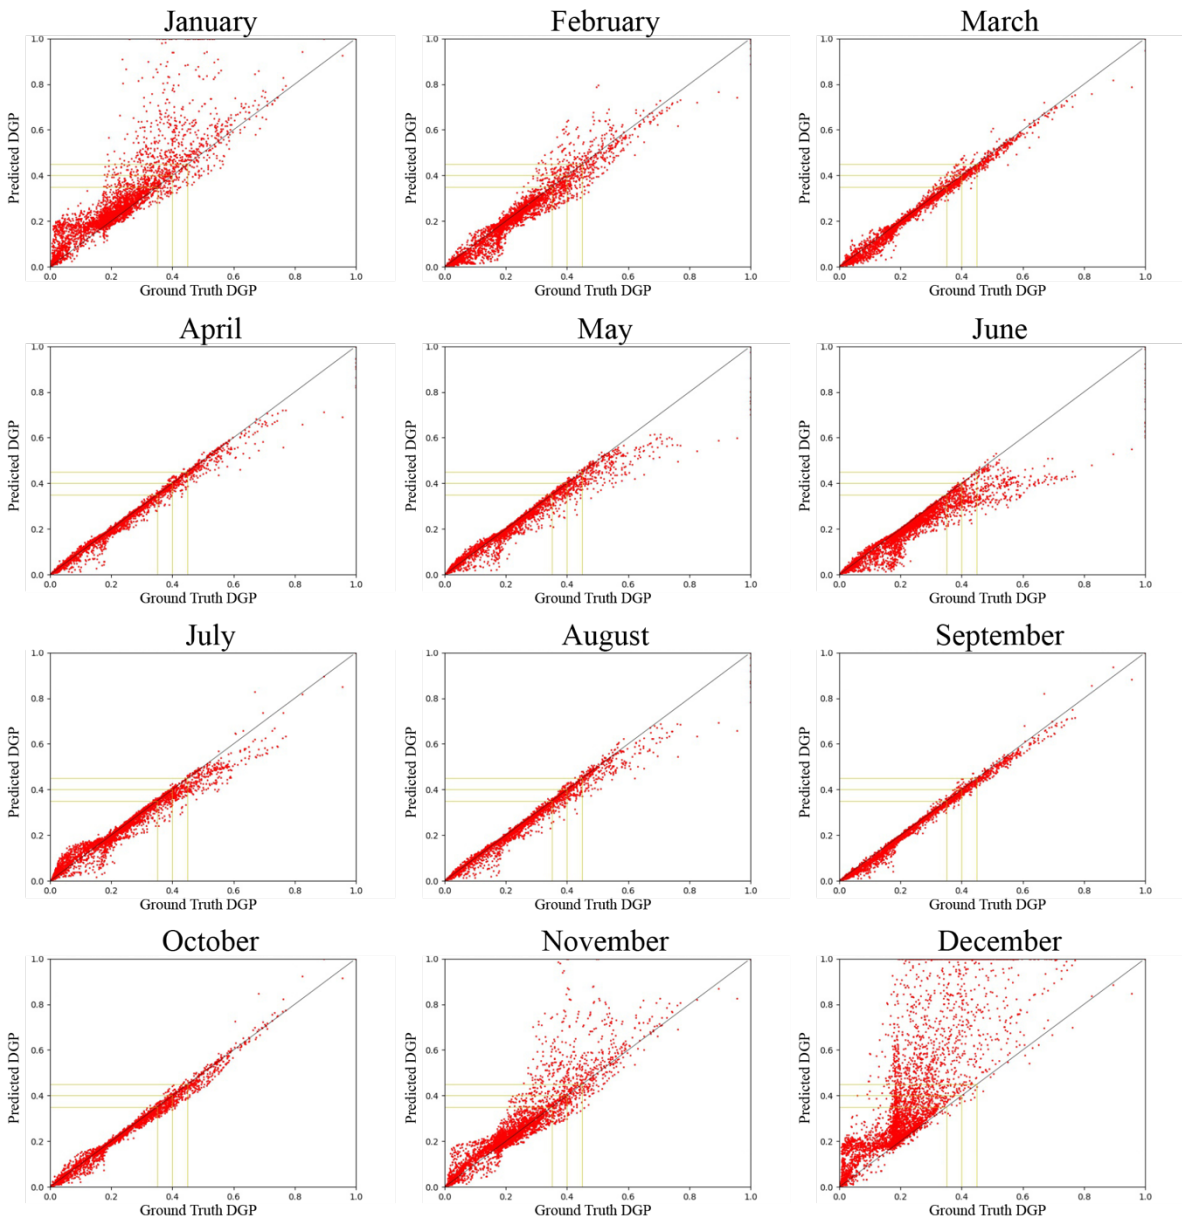 January February March
1.0 1.0 1.0
0.8 0.8 0.8
0.6 0.6 0.6
0.4 0.4 0.4
0.2 0.2 0.2
0.0 0.0 0.0
Predicted DGP Predicted DGP Predicted DGP
0.0 0.2 0.4 0.6 0.8 1.0 0.0 0.2 0.4 0.6 0.8 1.0 0.0 0.2 0.4 0.6 0.8 1.0
Ground Truth DGP Ground Truth DGP Ground Truth DGP
April May June
1.0 1.0 1.0
0.8 0.8 0.8
0.6 0.6 0.6
0.4 0.4 0.4
0.2 0.2 0.2
0.0 0.0 0.0
Predicted DGP Predicted DGP Predicted DGP
0.0 0.2 0.4 0.6 0.8 1.0 0.0 0.2 0.4 0.6 0.8 1.0 0.0 0.2 0.4 0.6 0.8 1.0
Ground Truth DGP Ground Truth DGP Ground Truth DGP
July August September
1.0 1.0 1.0
0.8 0.8 0.8
0.6 0.6 0.6
0.4 0.4 0.4
0.2 0.2 0.2
0.0 0.0 0.0
Predicted DGP Predicted DGP Predicted DGP
0.0 0.2 0.4 0.6 0.8 1.0 0.0 0.2 0.4 0.6 0.8 1.0 0.0 0.2 0.4 0.6 0.8 1.0
Ground Truth DGP Ground Truth DGP Ground Truth DGP
October November December
1.0 1.0 1.0
0.8 0.8 0.8
0.6 0.6 0.6
0.4 0.4 0.4
0.2 0.2 0.2
0.0 0.0 0.0
Predicted DGP Predicted DGP Predicted DGP
0.0 0.2 0.4 0.6 0.8 1.0 0.0 0.2 0.4 0.6 0.8 1.0 0.0 0.2 0.4 0.6 0.8 1.0
Ground Truth DGP Ground Truth DGP Ground Truth DGP